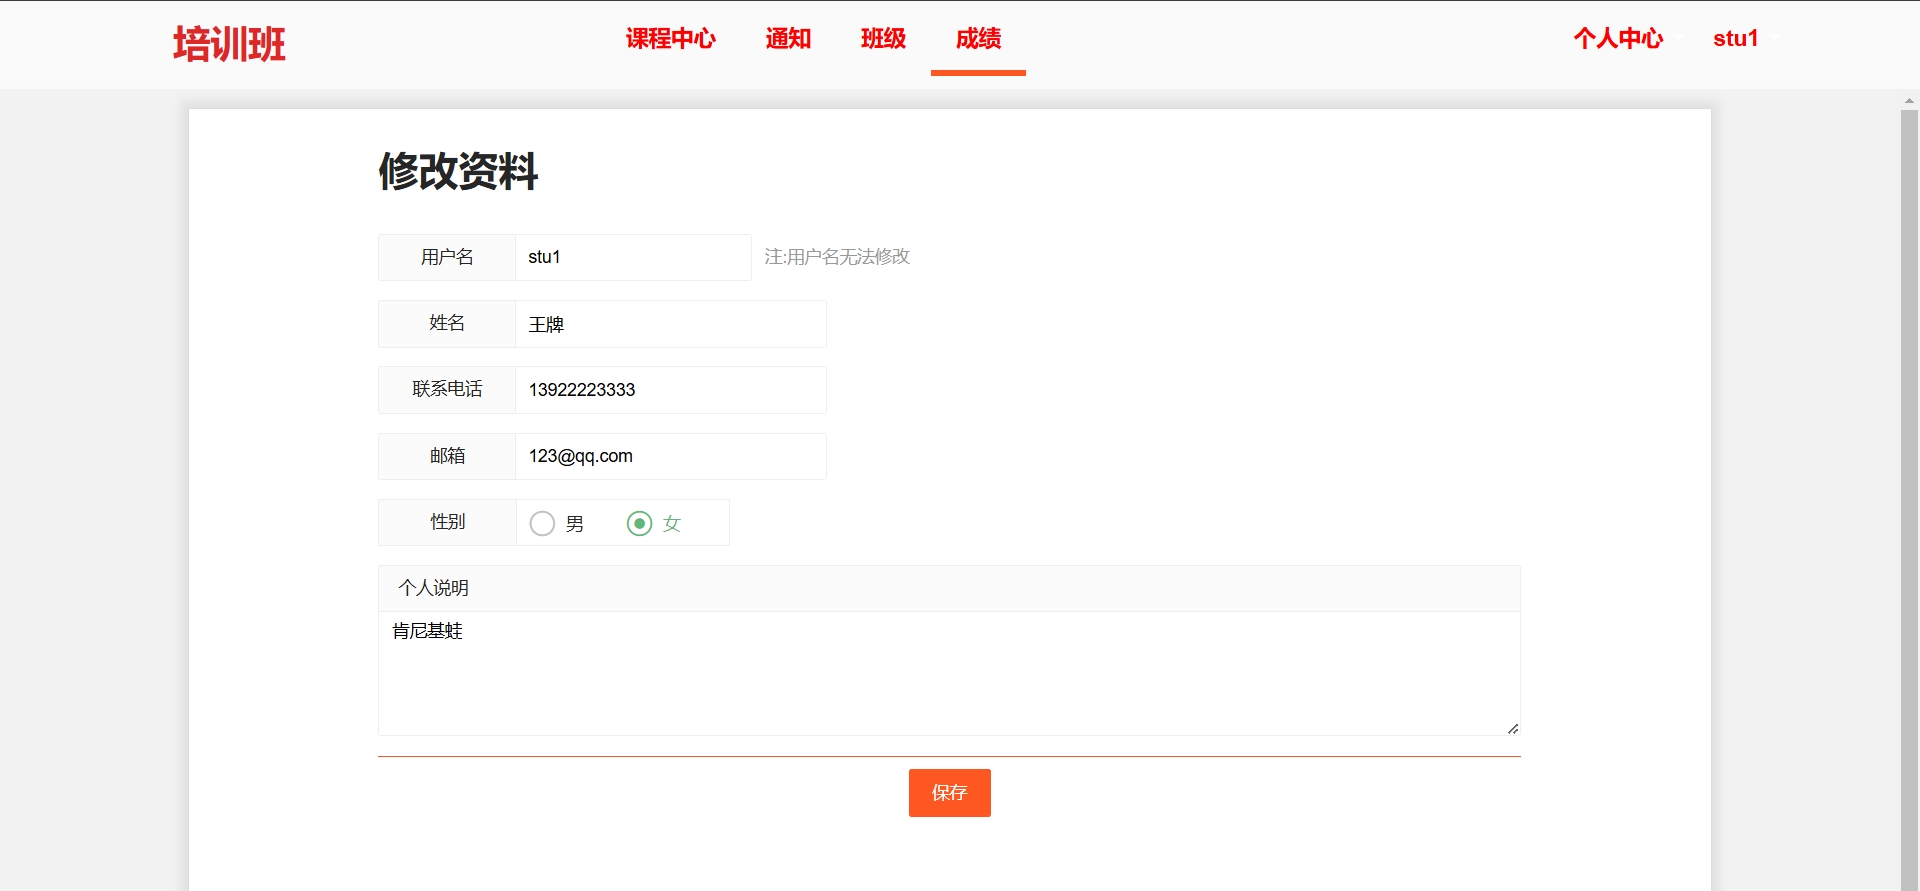 培训班 课程中心 通知 班级 成绩 个人中心 stu1
修改资料
用户名 stu1 注:用户名无法修改
姓名 王牌
联系电话 13922223333
邮箱 123@qq.com
性别 男 女
个人说明
肯尼基蛙
保存